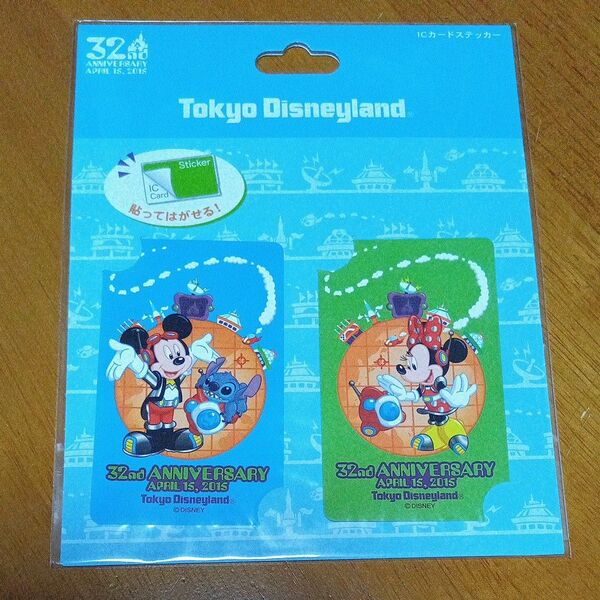 32nd
ANNIVERSARY
APRIL 15, 2015
ICカードステッカー
Tokyo Disneyland®
Sticker
IC
Card
貼ってはがせる!
32nd ANNIVERSARY
APRIL 15, 2015
Tokyo Disneyland®
©DISNEY
32nd ANNIVERSARY
APRIL 15, 2015
Tokyo Disneyland®
©DISNEY